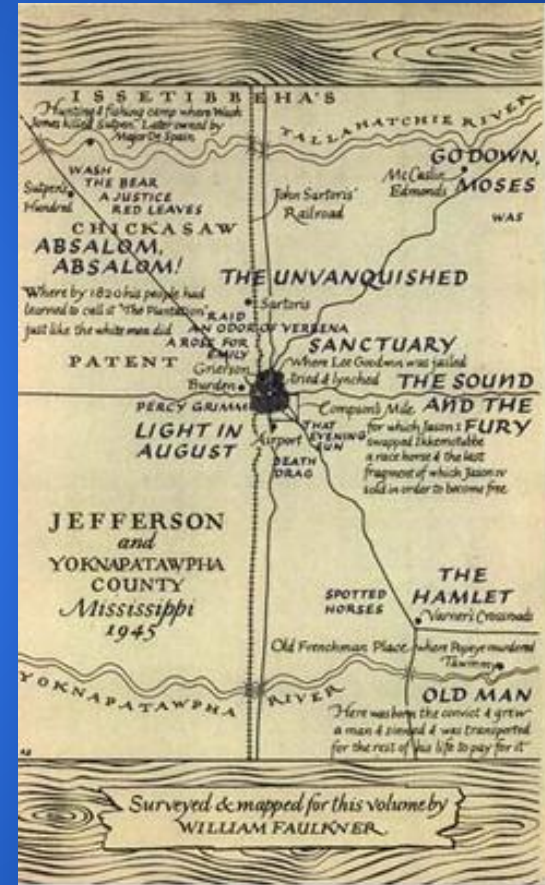 ISSETIBBEHA'S
"Hunting & fishing camp where Wash
Jones killed Sutpen. Later owned by
Major De Spain
TALLAHATCHIE RIVER
GO DOWN,
MOSES
McCaslin
Edmonds
WAS
WASH
THE BEAR
A JUSTICE
RED LEAVES
Sutpen's
Hundred
John Sartoris'
Railroad
CHICKASAW
ABSALOM,
ABSALOM!
THE UNVANQUISHED
Where by 1820 his people had
learned to call it "The Plantation"
just like the white men did
Sartoris
RAID
AN ODOR OF VERBENA
A ROSE FOR
EMILY
PATENT
Grierson
Burden
SANCTUARY
Where Lee Goodwin was jailed
tried & lynched
THE SOUND
AND THE
FURY
PERCY GRIMM
LIGHT IN
AUGUST
Airport
THAT
EVENING
SUN
DEATH
DRAG
Compson's Mile
for which Jason I
swapped Ikkemotubbe
a race horse & the last
fragment of which Jason IV
sold in order to become free
JEFFERSON
and
YOKNAPATAWPHA
COUNTY
Mississippi
1945
SPOTTED
HORSES
THE
HAMLET
Varner's Crossroads
Old Frenchman Place, where Popeye murdered
Tawmmy
YOKNAPATAWPHA RIVER
OLD MAN
"Here was born the convict & grew
a man & sinned & was transported
for the rest of his life to pay for it"
Surveyed & mapped for this volume by
WILLIAM FAULKNER